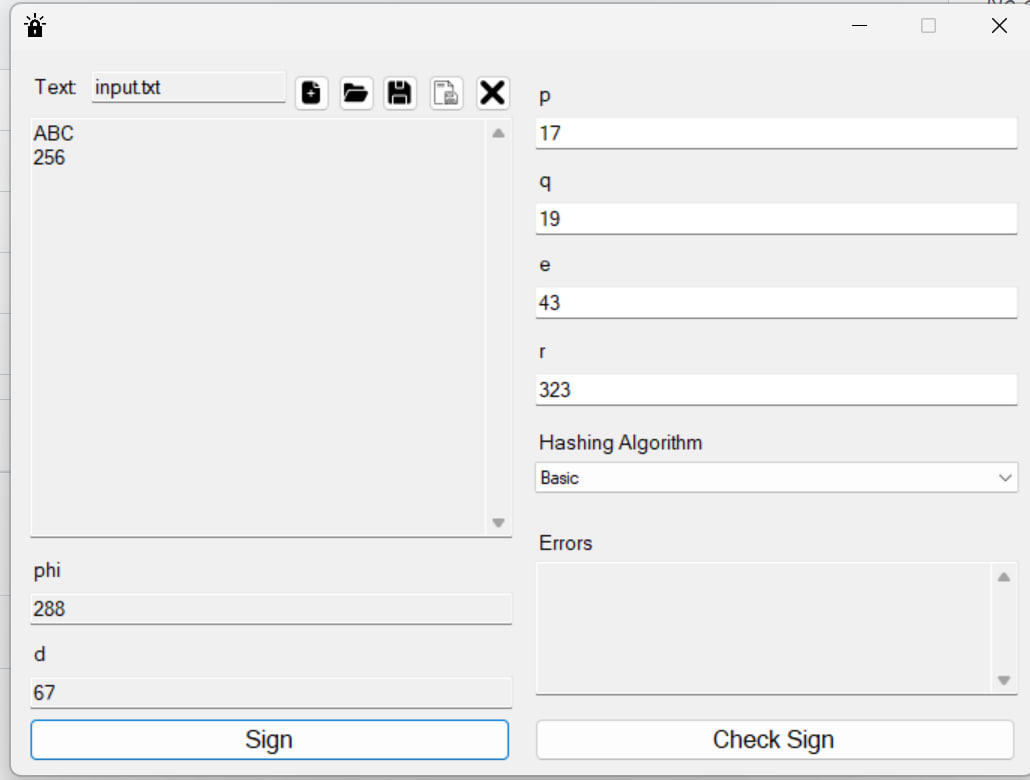 Text:
input.txt
ABC
256
phi
288
d
67
Sign
p
17
q
19
e
43
r
323
Hashing Algorithm
Basic
Errors
Check Sign